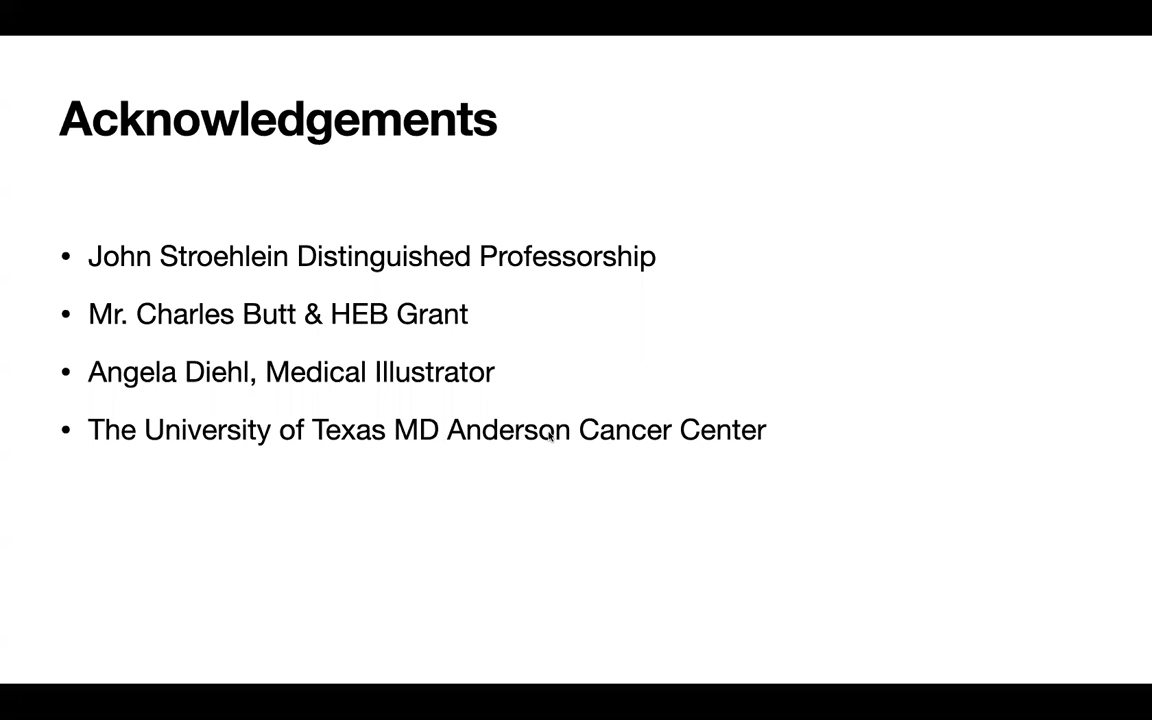 Acknowledgements
• John Stroehlein Distinguished Professorship
• Mr. Charles Butt & HEB Grant
• Angela Diehl, Medical Illustrator
• The University of Texas MD Anderson Cancer Center